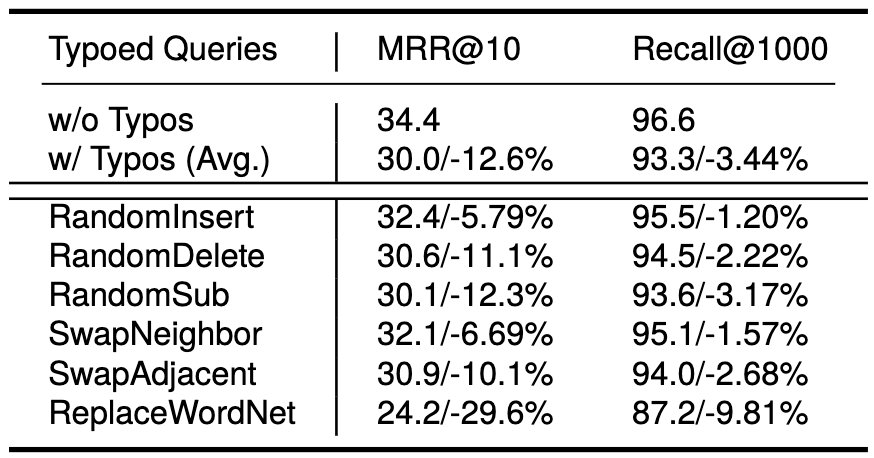 Typoed Queries MRR@10 Recall@1000
w/o Typos 34.4 96.6
w/ Typos (Avg.) 30.0/-12.6% 93.3/-3.44%
RandomInsert 32.4/-5.79% 95.5/-1.20%
RandomDelete 30.6/-11.1% 94.5/-2.22%
RandomSub 30.1/-12.3% 93.6/-3.17%
SwapNeighbor 32.1/-6.69% 95.1/-1.57%
SwapAdjacent 30.9/-10.1% 94.0/-2.68%
ReplaceWordNet 24.2/-29.6% 87.2/-9.81%